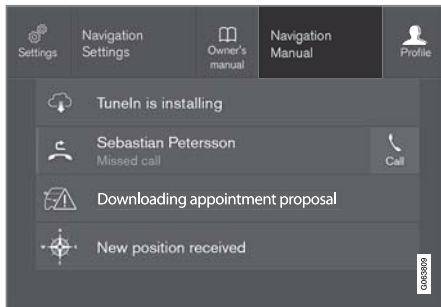 Settings
Navigation
Settings
Owner's
manual
Navigation
Manual
Profile
TuneIn is installing
Sebastian Petersson
Missed call
Call
Downloading appointment proposal
New position received
G063809